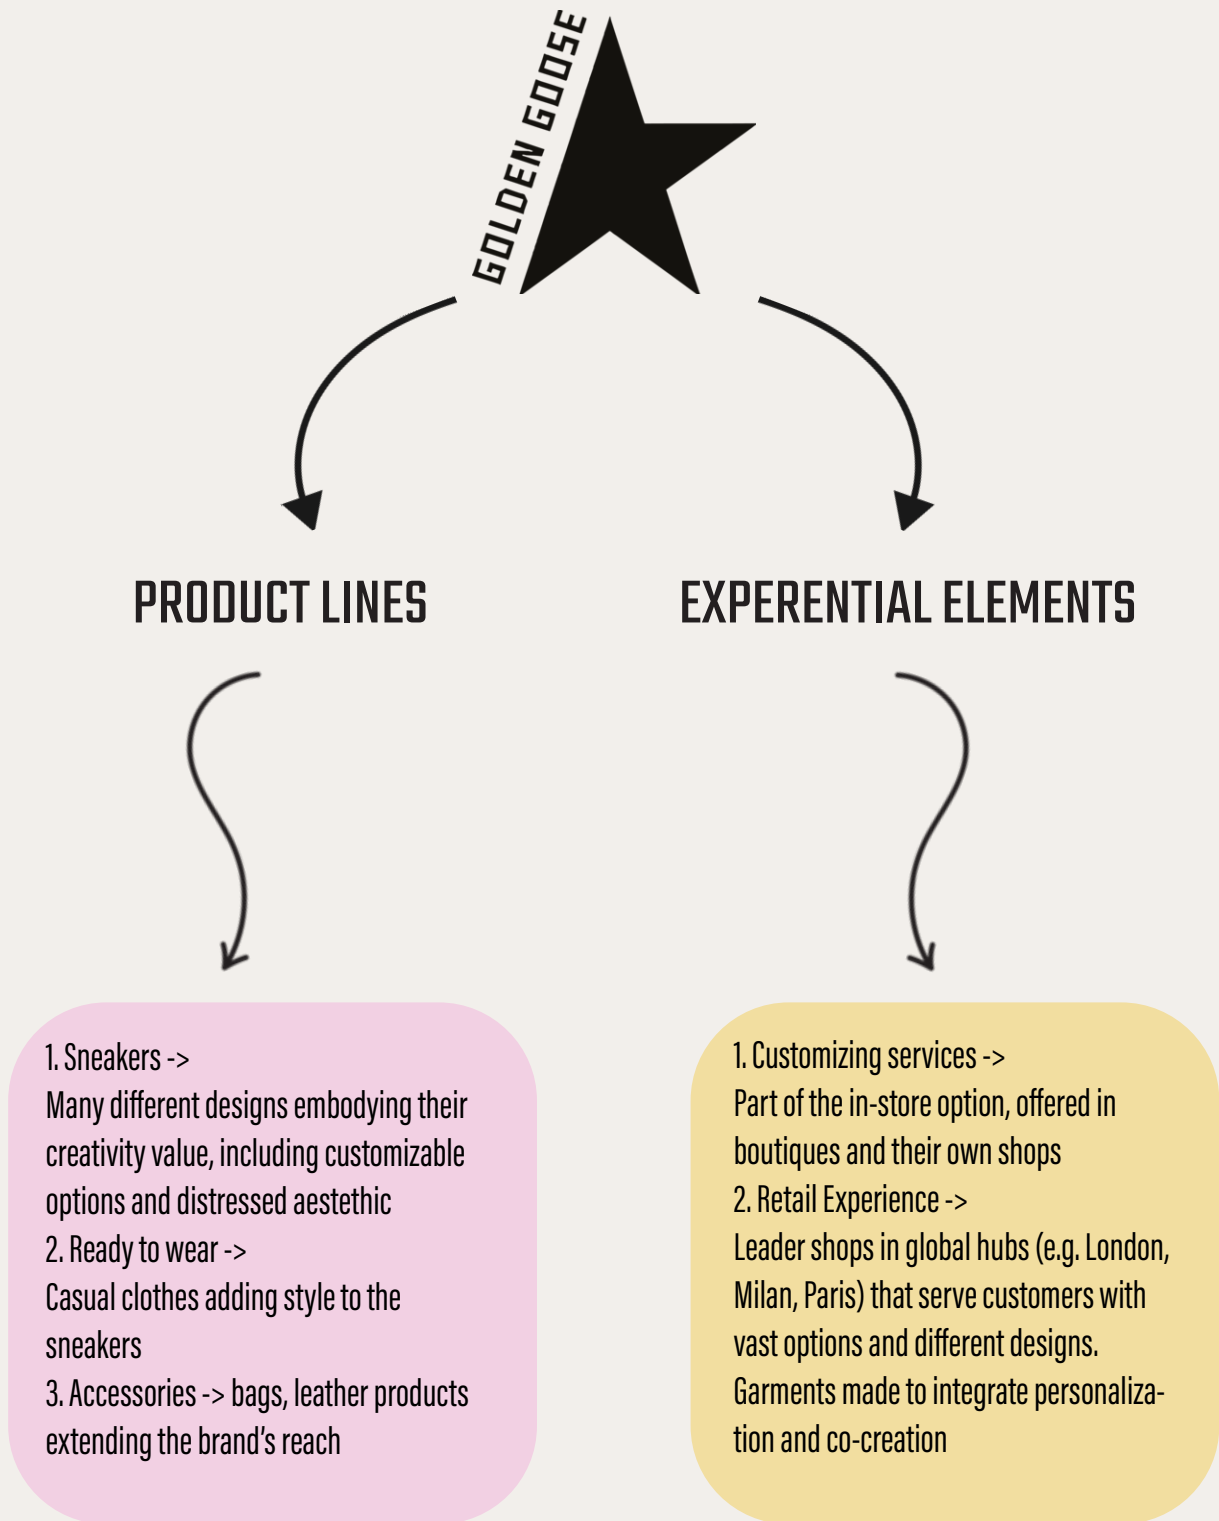 GOLDEN GOOSE
PRODUCT LINES
EXPERENTIAL ELEMENTS
1. Sneakers ->
Many different designs embodying their
creativity value, including customizable
options and distressed aestethic
2. Ready to wear ->
Casual clothes adding style to the
sneakers
3. Accessories -> bags, leather products
extending the brand's reach
1. Customizing services ->
Part of the in-store option, offered in
boutiques and their own shops
2. Retail Experience ->
Leader shops in global hubs (e.g. London,
Milan, Paris) that serve customers with
vast options and different designs.
Garments made to integrate personaliza-
tion and co-creation